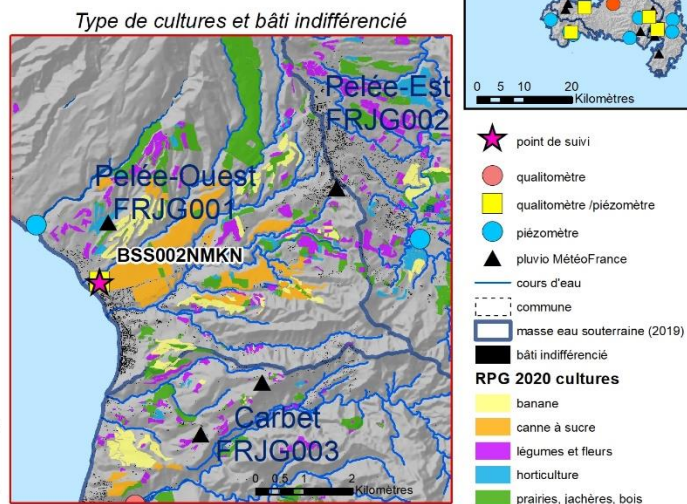 Type de cultures et bâti indifférencié
Pelée-Est
FRJG002
Pelée-Ouest
FRJG001
BSS002NMKN
Carbet
FRJG003
0 0,5 1 2
Kilomètres
0 5 10 20
Kilomètres
point de suivi
qualitomètre
qualitomètre /piézomètre
piézomètre
pluvio MétéoFrance
cours d'eau
commune
masse eau souterraine (2019)
bâti indifférencié
RPG 2020 cultures
banane
canne à sucre
légumes et fleurs
horticulture
prairies, jachères, bois